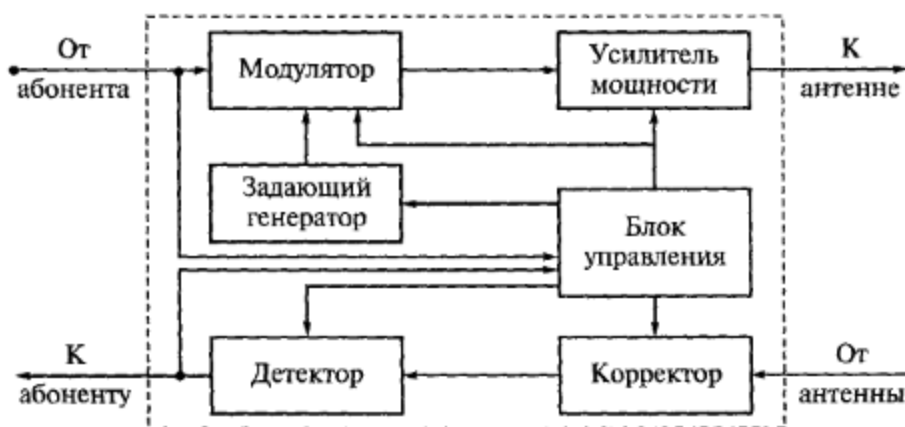 От
абонента
Модулятор
Усилитель
мощности
К
антенне
Задающий
генератор
Блок
управления
К
абоненту
Детектор
Корректор
От
антенны